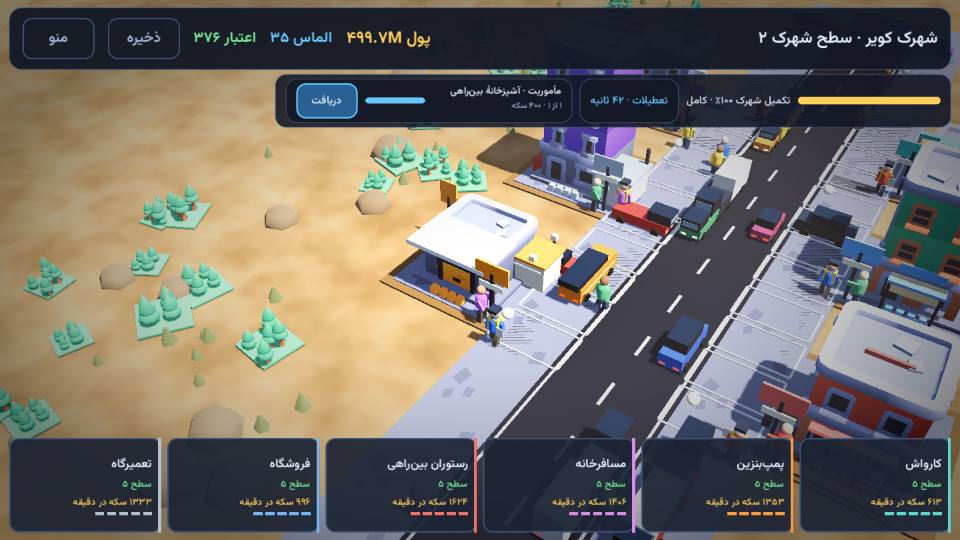 شهرک کویر · سطح شهرک ۲
پول ۴۹۹.۷M
الماس ۳۵
اعتبار ۳۷۶
ذخیره
منو
تکمیل شهرک ۱۰۰٪ · کامل
تعطیلات · ۴۲ ثانیه
مأموریت · آشپزخانهٔ بین‌راهی
۱ از ۱ · ۴۰۰ سکه
دریافت
کارواش
سطح ۵
۶۱۳ سکه در دقیقه
پمپ‌بنزین
سطح ۵
۱۳۵۳ سکه در دقیقه
مسافرخانه
سطح ۵
۱۴۰۶ سکه در دقیقه
رستوران بین‌راهی
سطح ۵
۱۶۲۴ سکه در دقیقه
فروشگاه
سطح ۵
۹۹۶ سکه در دقیقه
تعمیرگاه
سطح ۵
۱۳۳۳ سکه در دقیقه